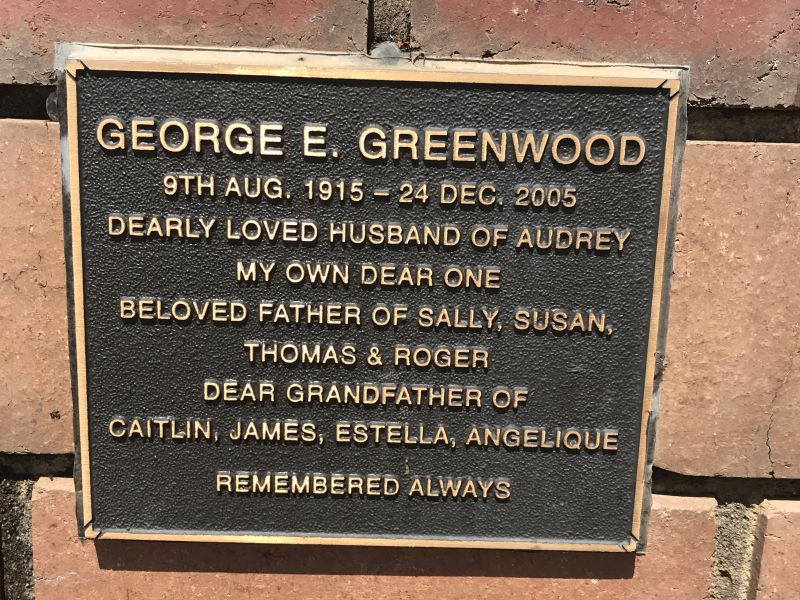 GEORGE E. GREENWOOD
9TH AUG. 1915 – 24 DEC. 2005
DEARLY LOVED HUSBAND OF AUDREY
MY OWN DEAR ONE
BELOVED FATHER OF SALLY, SUSAN,
THOMAS & ROGER
DEAR GRANDFATHER OF
CAITLIN, JAMES, ESTELLA, ANGELIQUE
REMEMBERED ALWAYS